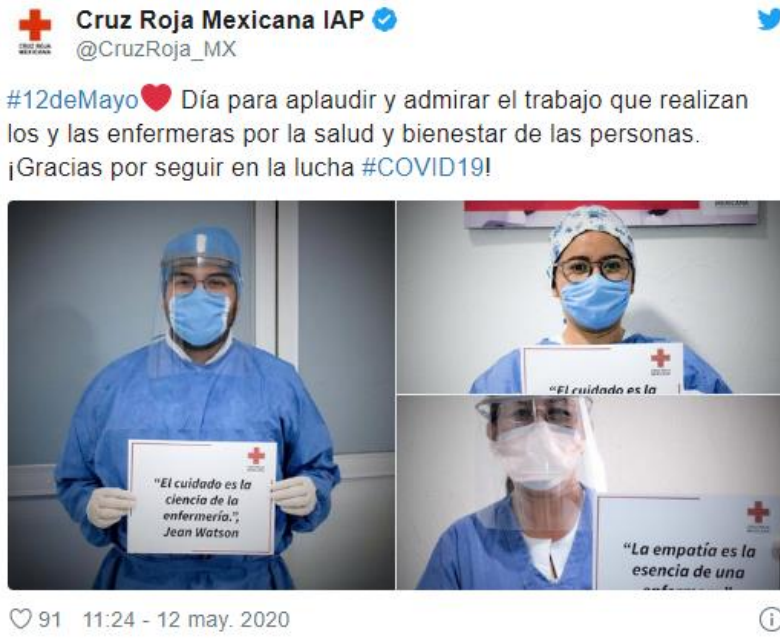 Cruz Roja Mexicana IAP
@CruzRoja_MX
#12deMayo Día para aplaudir y admirar el trabajo que realizan
los y las enfermeras por la salud y bienestar de las personas.
¡Gracias por seguir en la lucha #COVID19!
"El cuidado es la
ciencia de la
enfermería.",
Jean Watson
"El cuidado es la
"La empatía es la
esencia de una
91 11:24 - 12 may. 2020